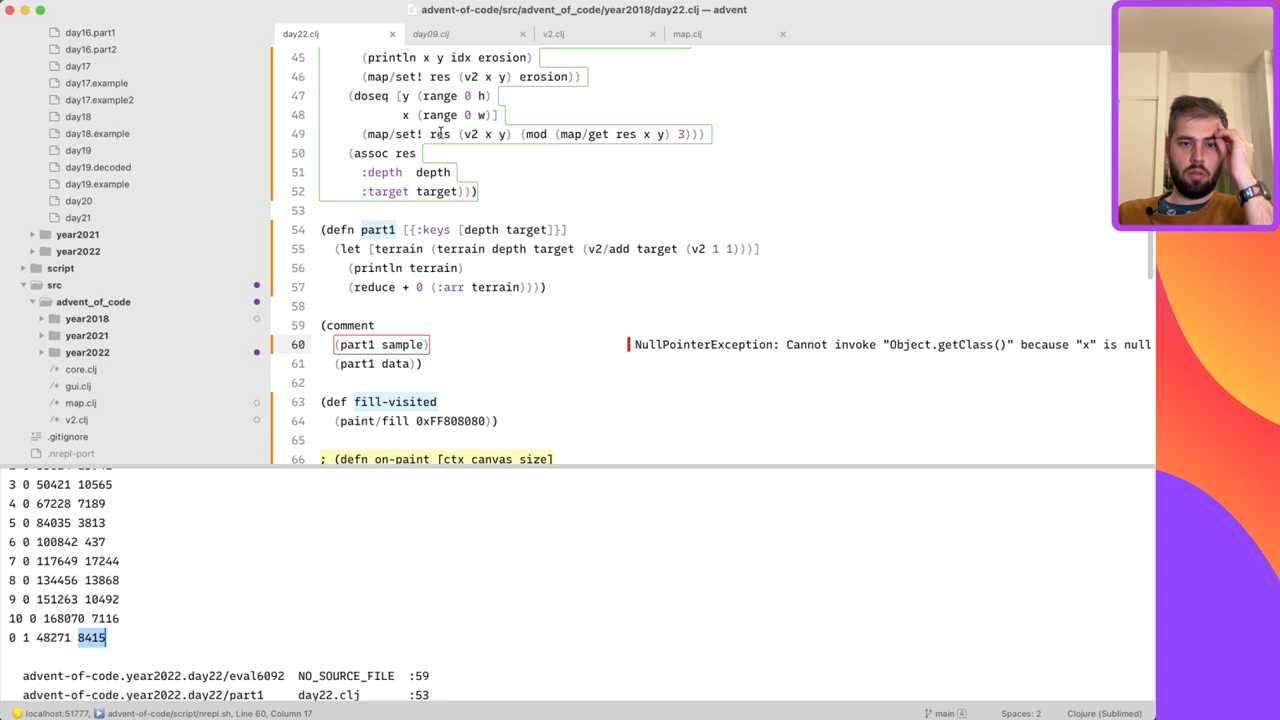 advent-of-code/src/advent_of_code/year2018/day22.clj — advent
day22.clj
day09.clj
v2.clj
map.clj
day16.part1
day16.part2
day17
day17.example
day17.example2
day18
day18.example
day19
day19.decoded
day19.example
day20
day21
year2021
year2022
script
src
advent_of_code
year2018
year2021
year2022
core.clj
gui.clj
map.clj
v2.clj
.gitignore
.nrepl-port
45 (println x y idx erosion)
46 (map/set! res (v2 x y) erosion))
47 (doseq [y (range 0 h)
48 x (range 0 w)]
49 (map/set! res (v2 x y) (mod (map/get res x y) 3)))
50 (assoc res
51 :depth depth
52 :target target)))
53
54 (defn part1 [{:keys [depth target]}]
55 (let [terrain (terrain depth target (v2/add target (v2 1 1)))]
56 (println terrain)
57 (reduce + 0 (:arr terrain))))
58
59 (comment
60 (part1 sample) NullPointerException: Cannot invoke "Object.getClass()" because "x" is null
61 (part1 data))
62
63 (def fill-visited
64 (paint/fill 0xFF808080))
65
66 ; (defn on-paint [ctx canvas size]
3 0 50421 10565
4 0 67228 7189
5 0 84035 3813
6 0 100842 437
7 0 117649 17244
8 0 134456 13868
9 0 151263 10492
10 0 168070 7116
0 1 48271 8415
advent-of-code.year2022.day22/eval6092 NO_SOURCE_FILE :59
advent-of-code.year2022.day22/part1 day22.clj :53
localhost:51777, advent-of-code/script/nrepl.sh, Line 60, Column 17
main 4
Spaces: 2
Clojure (Sublimed)